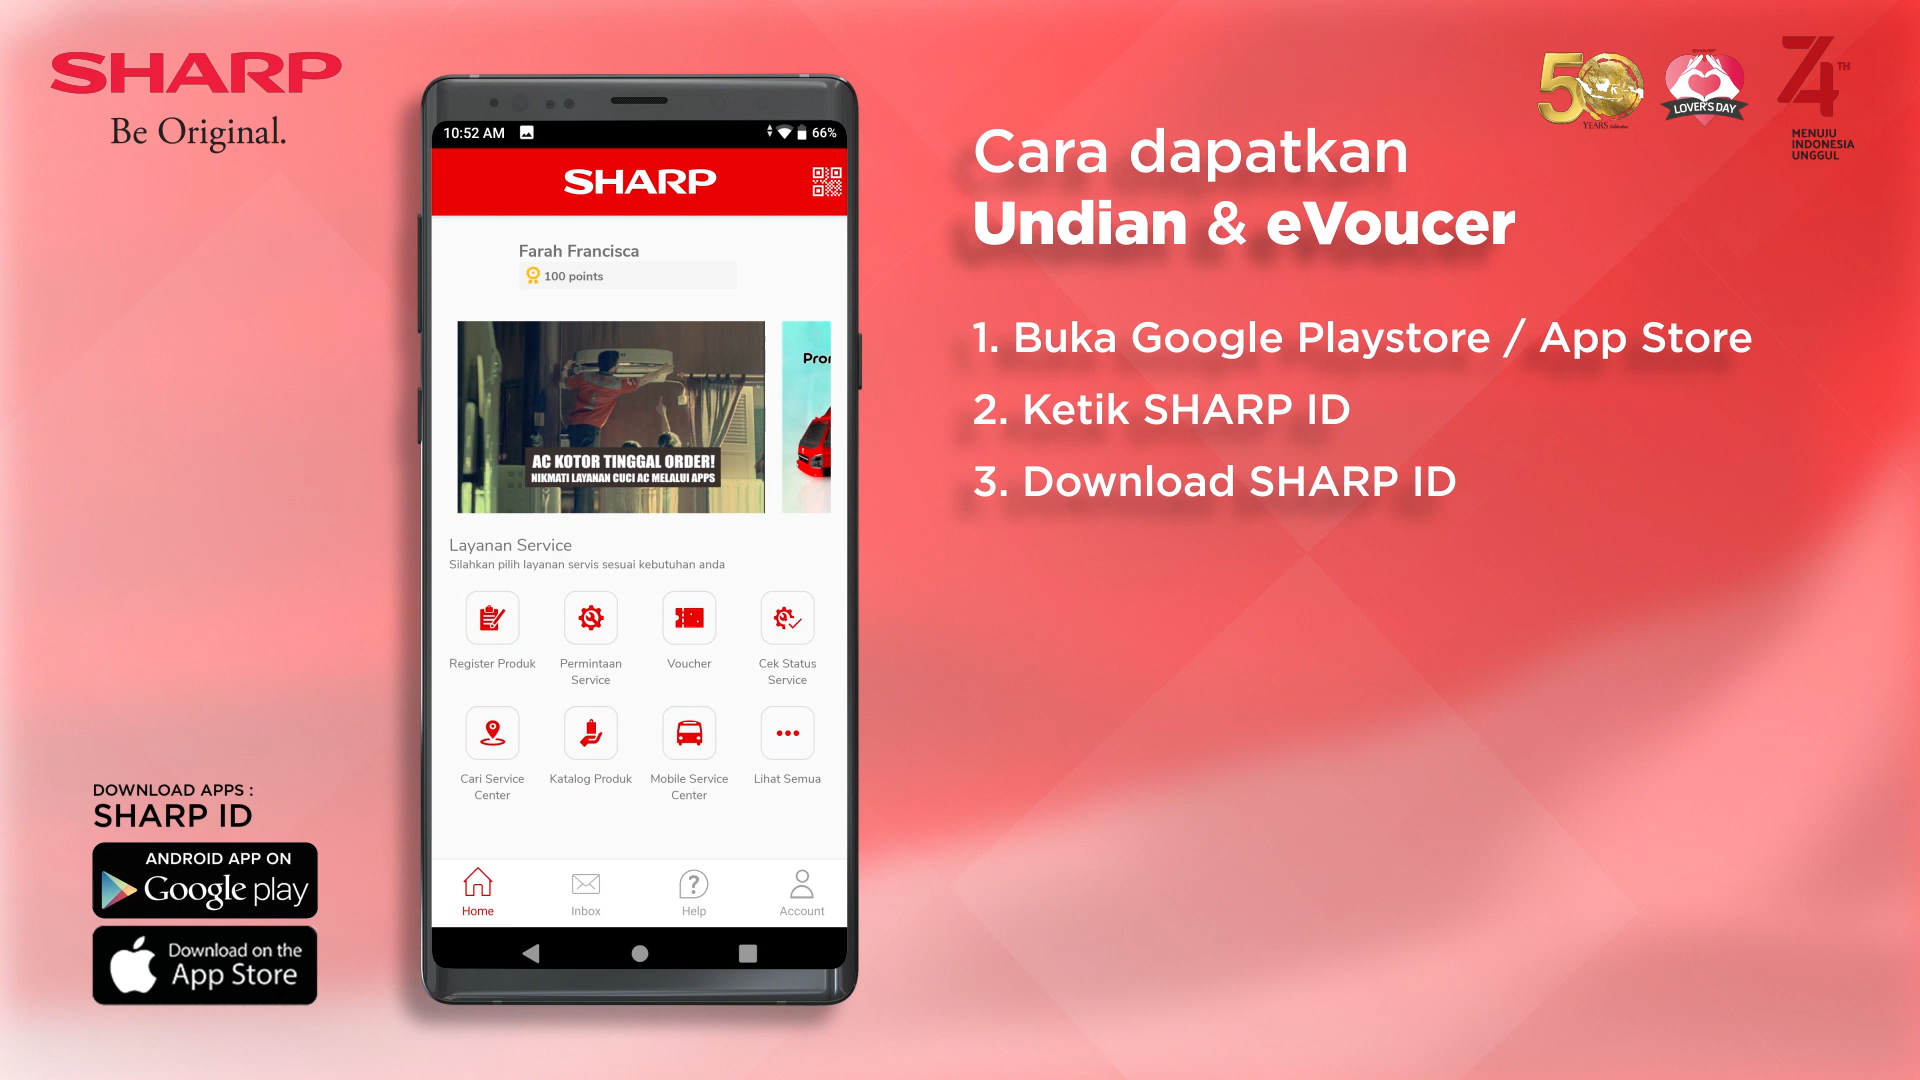 SHARP
Be Original.
10:52 AM
66%
SHARP
Farah Francisca
100 points
AC KOTOR TINGGAL ORDER!
NIKMATI LAYANAN CUCI AC MELALUI APPS
Pror
Layanan Service
Silahkan pilih layanan servis sesuai kebutuhan anda
Register Produk
Permintaan
Service
Voucher
Cek Status
Service
Cari Service
Center
Katalog Produk
Mobile Service
Center
Lihat Semua
Home
Inbox
Help
Account
DOWNLOAD APPS :
SHARP ID
ANDROID APP ON
Google play
Download on the
App Store
50
YEARS
LOVER'S DAY
74TH
MENUJU
INDONESIA
UNGGUL
Cara dapatkan
Undian & eVoucer
1. Buka Google Playstore / App Store
2. Ketik SHARP ID
3. Download SHARP ID